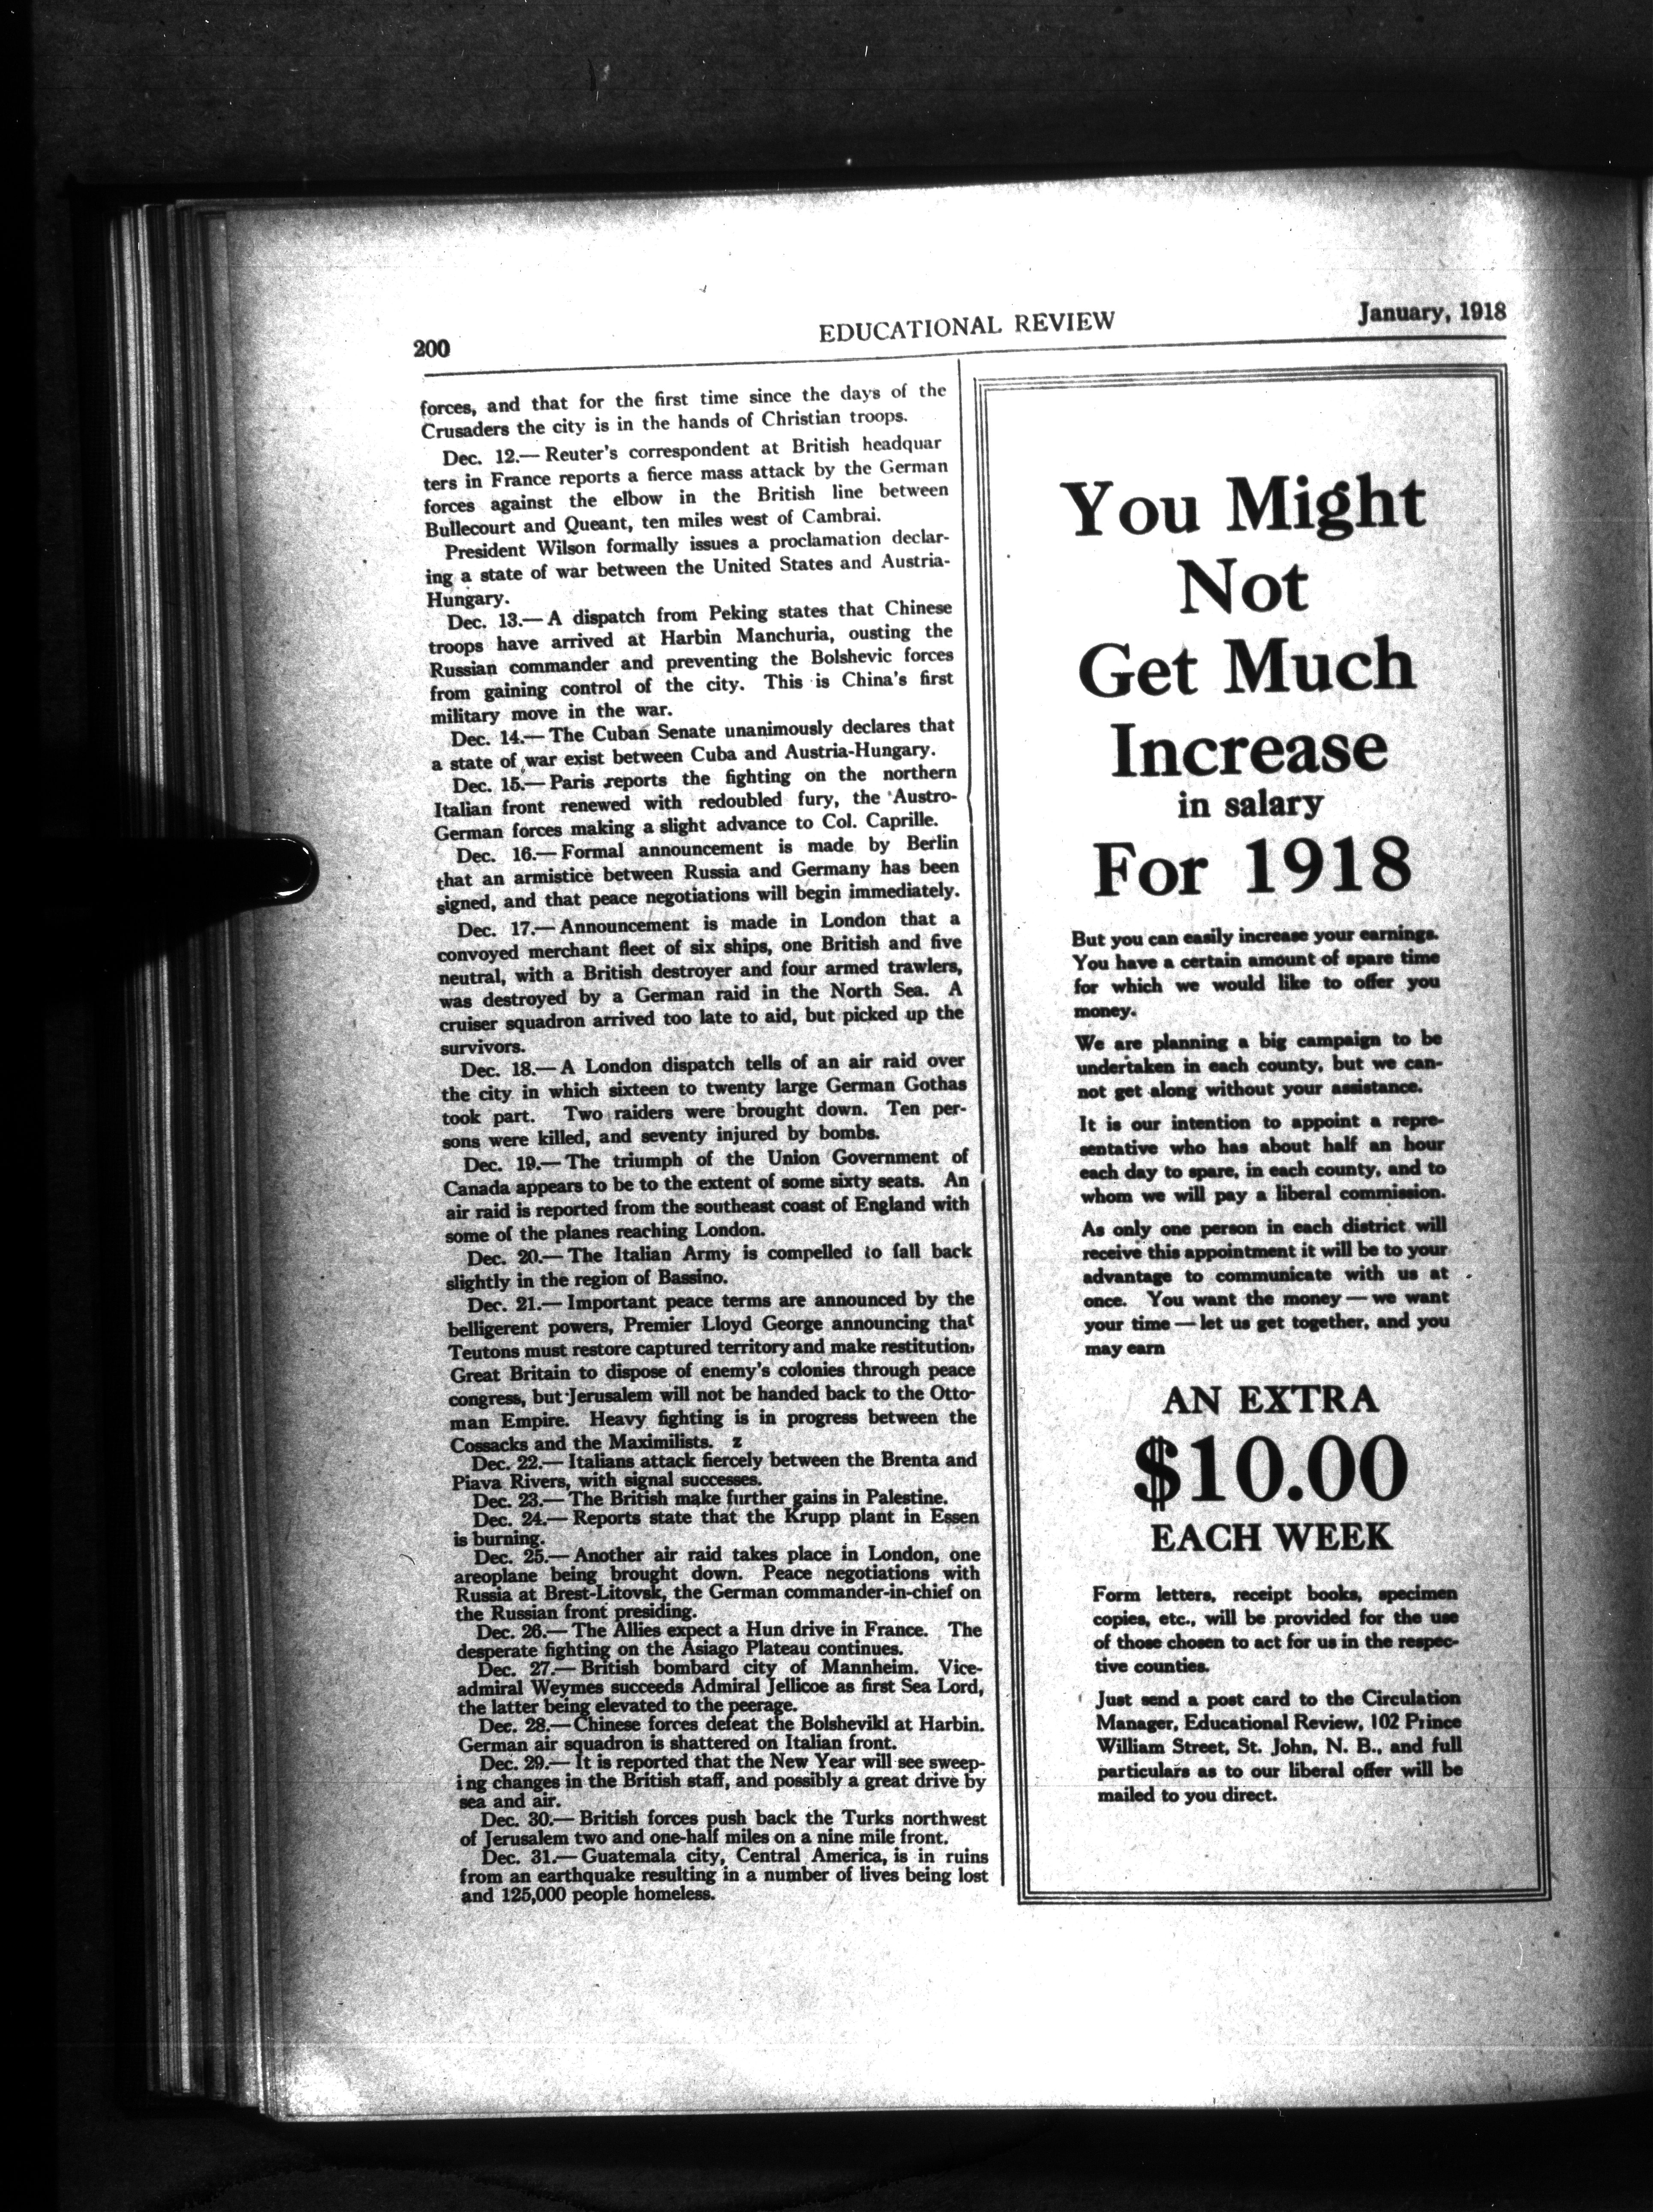 200
EDUCATIONAL REVIEW
January, 1918
forces, and that for the first time since the days of the
Crusaders the city is in the hands of Christian troops.
Dec. 12.— Reuter's correspondent at British headquar
ters in France reports a fierce mass attack by the German
forces against the elbow in the British line between
Bullecourt and Queant, ten miles west of Cambrai.
President Wilson formally issues a proclamation declar-
ing a state of war between the United States and Austria-
Hungary.
Dec. 13.— A dispatch from Peking states that Chinese
troops have arrived at Harbin Manchuria, ousting the
Russian commander and preventing the Bolshevic forces
from gaining control of the city. This is China's first
military move in the war.
Dec. 14.— The Cuban Senate unanimously declares that
a state of war exist between Cuba and Austria-Hungary.
Dec. 15.— Paris reports the fighting on the northern
Italian front renewed with redoubled fury, the Austro-
German forces making a slight advance to Col. Caprille.
Dec. 16.— Formal announcement is made by Berlin
that an armistice between Russia and Germany has been
signed, and that peace negotiations will begin immediately.
Dec. 17.— Announcement is made in London that a
convoyed merchant fleet of six ships, one British and five
neutral, with a British destroyer and four armed trawlers,
was destroyed by a German raid in the North Sea. A
cruiser squadron arrived too late to aid, but picked up the
survivors.
Dec. 18.— A London dispatch tells of an air raid over
the city in which sixteen to twenty large German Gothas
took part. Two raiders were brought down. Ten per-
sons were killed, and seventy injured by bombs.
Dec. 19.— The triumph of the Union Government of
Canada appears to be to the extent of some sixty seats. An
air raid is reported from the southeast coast of England with
some of the planes reaching London.
Dec. 20.— The Italian Army is compelled to fall back
slightly in the region of Bassino.
Dec. 21.— Important peace terms are announced by the
belligerent powers, Premier Lloyd George announcing that
Teutons must restore captured territory and make restitution,
Great Britain to dispose of enemy's colonies through peace
congress, but Jerusalem will not be handed back to the Otto-
man Empire. Heavy fighting is in progress between the
Cossacks and the Maximilists. z
Dec. 22.— Italians attack fiercely between the Brenta and
Piava Rivers, with signal successes.
Dec. 23.— The British make further gains in Palestine.
Dec. 24.— Reports state that the Krupp plant in Essen
is burning.
Dec. 25.— Another air raid takes place in London, one
areoplane being brought down. Peace negotiations with
Russia at Brest-Litovsk, the German commander-in-chief on
the Russian front presiding.
Dec. 26.— The Allies expect a Hun drive in France. The
desperate fighting on the Asiago Plateau continues.
Dec. 27.— British bombard city of Mannheim. Vice-
admiral Weymes succeeds Admiral Jellicoe as first Sea Lord,
the latter being elevated to the peerage.
Dec. 28.— Chinese forces defeat the Bolshevikl at Harbin.
German air squadron is shattered on Italian front.
Dec. 29.— It is reported that the New Year will see sweep-
ing changes in the British staff, and possibly a great drive by
sea and air.
Dec. 30.— British forces push back the Turks northwest
of Jerusalem two and one-half miles on a nine mile front.
Dec. 31.— Guatemala city, Central America, is in ruins
from an earthquake resulting in a number of lives being lost
and 125,000 people homeless.
You Might
Not
Get Much
Increase
in salary
For 1918
But you can easily increase your earnings.
You have a certain amount of spare time
for which we would like to offer you
money.
We are planning a big campaign to be
undertaken in each county, but we can-
not get along without your assistance.
It is our intention to appoint a repre-
sentative who has about half an hour
each day to spare, in each county, and to
whom we will pay a liberal commission.
As only one person in each district will
receive this appointment it will be to your
advantage to communicate with us at
once. You want the money — we want
your time — let us get together, and you
may earn
AN EXTRA
$10.00
EACH WEEK
Form letters, receipt books, specimen
copies, etc., will be provided for the use
of those chosen to act for us in the respec-
tive counties.
Just send a post card to the Circulation
Manager, Educational Review, 102 Prince
William Street, St. John, N. B., and full
particulars as to our liberal offer will be
mailed to you direct.